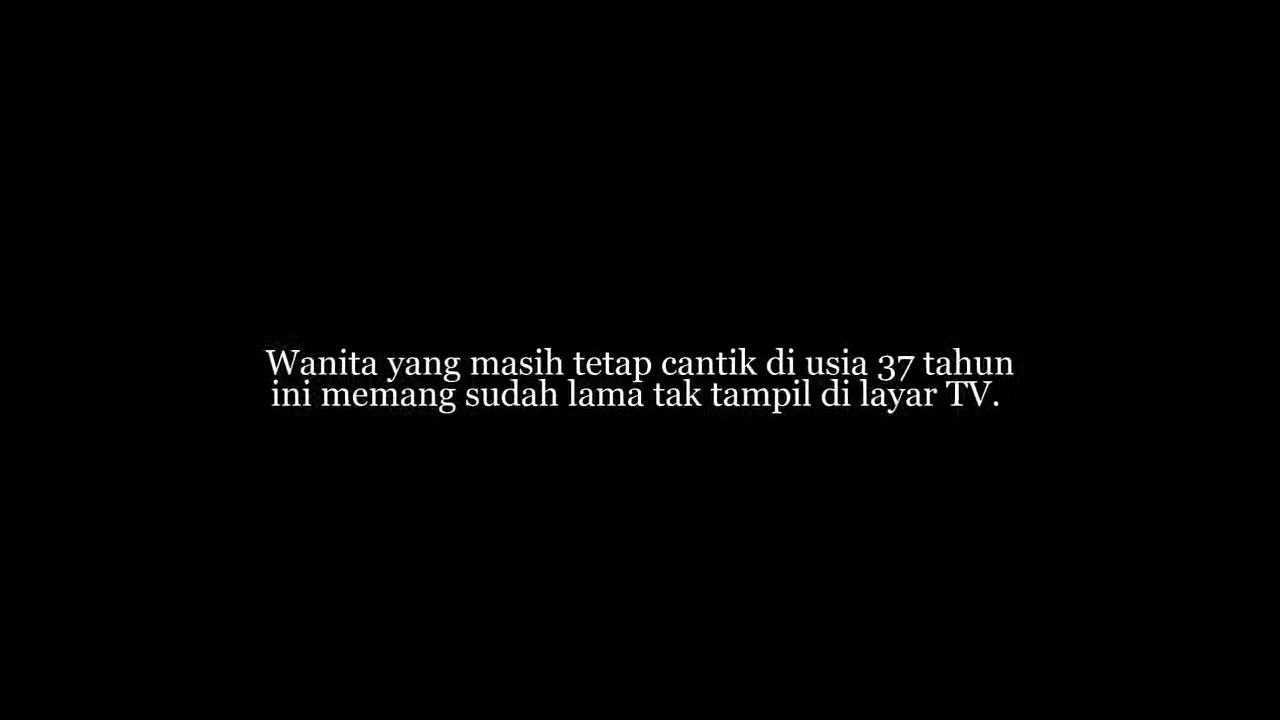 Wanita yang masih tetap cantik di usia 37 tahun
ini memang sudah lama tak tampil di layar TV.